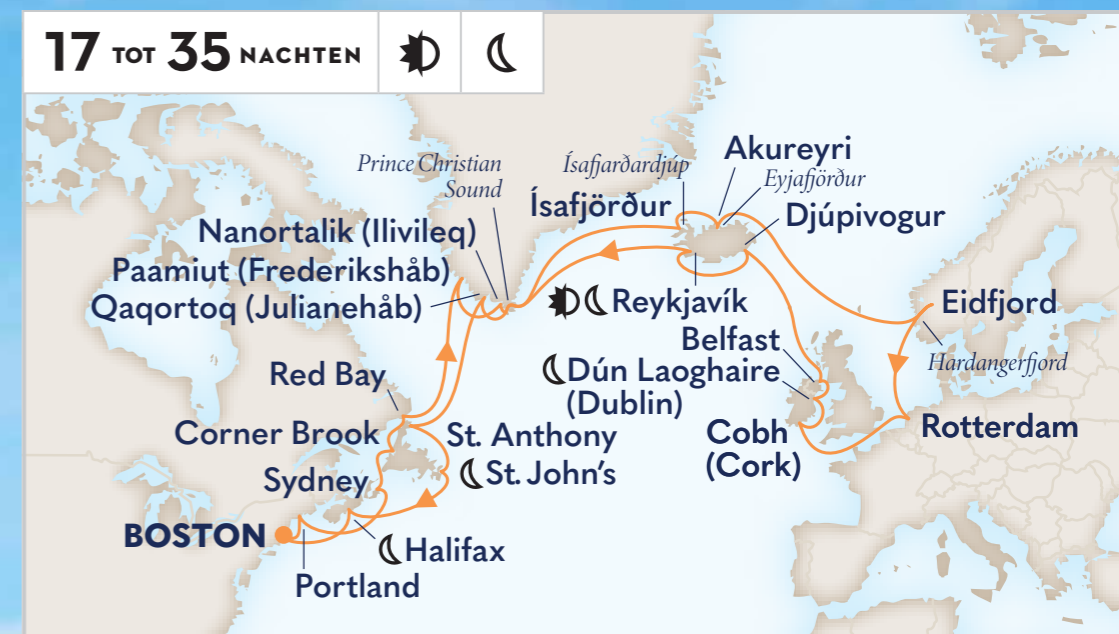 17 TOT 35 NACHTEN
Prince Christian
Sound
Ísafjarðardjúp
Akureyri
Eyjafjörður
Ísafjörður
Djúpivogur
Nanortalik (Ilivileq)
Paamiut (Frederikshåb)
Qaqortoq (Julianehåb)
Reykjavík
Eidfjord
Hardangerfjord
Belfast
Dún Laoghaire
(Dublin)
Red Bay
Corner Brook
St. Anthony
Cobh
(Cork)
Rotterdam
Sydney
St. John's
BOSTON
Halifax
Portland